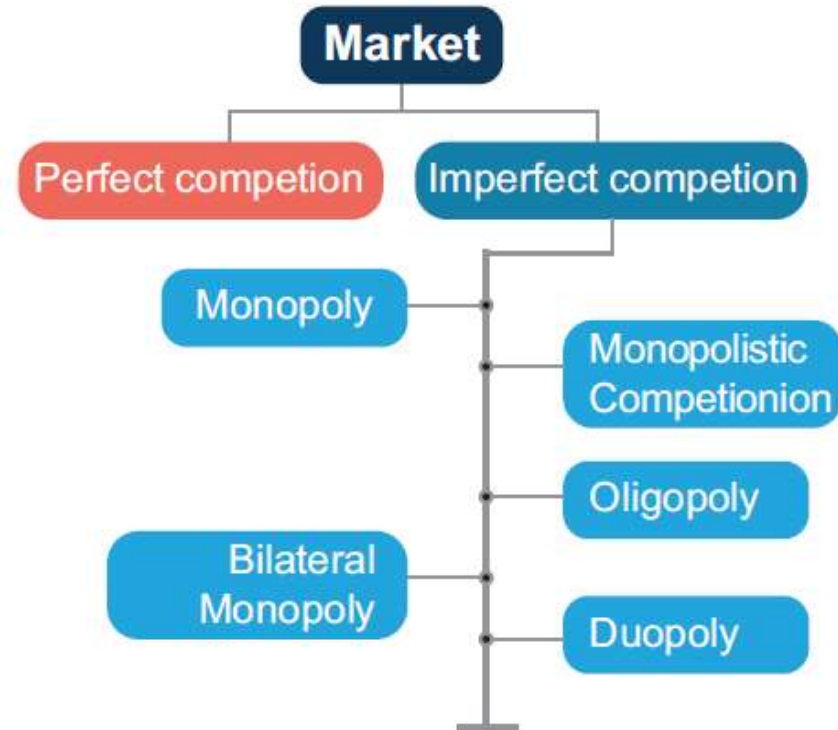 Market
Perfect competion
Imperfect competion
Monopoly
Monopolistic
Competionion
Oligopoly
Bilateral
Monopoly
Duopoly